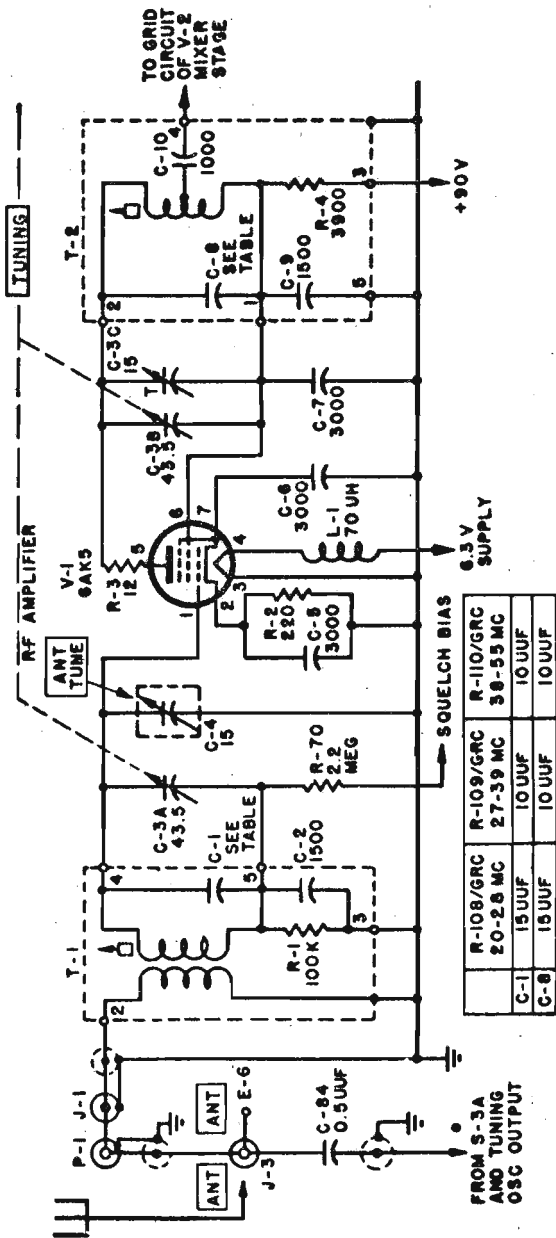 RF AMPLIFIER
TUNING
ANT
TUNE
V-1
6AK5
T-1
T-2
TO GRID
CIRCUIT
OF V-2
MIXER
STAGE
P-1
J-1
2
4
C-3A
43.5
C-4
15
R-3
12
5
1
6
7
2
3
4
C-3B
43.5
T
C-3C
15
2
C-10
1000
4
ANT
ANT
E-6
J-3
C-84
0.5 UUF
FROM S-3A
AND TUNING
OSC OUTPUT
C-1
SEE
TABLE
5
C-2
1500
R-1
100K
3
R-70
2.2
MEG
SQUELCH BIAS
R-2
220
C-5
3000
C-6
3000
L-1
70 UH
6.3 V
SUPPLY
C-7
3000
C-8
SEE
TABLE
1
C-9
1500
5
R-4
3900
3
+90V
R-108/GRC R-109/GRC R-110/GRC
20-28 MC 27-39 MC 38-55 MC
C-1 15 UUF 10 UUF 10 UUF
C-8 15 UUF 10 UUF 10 UUF